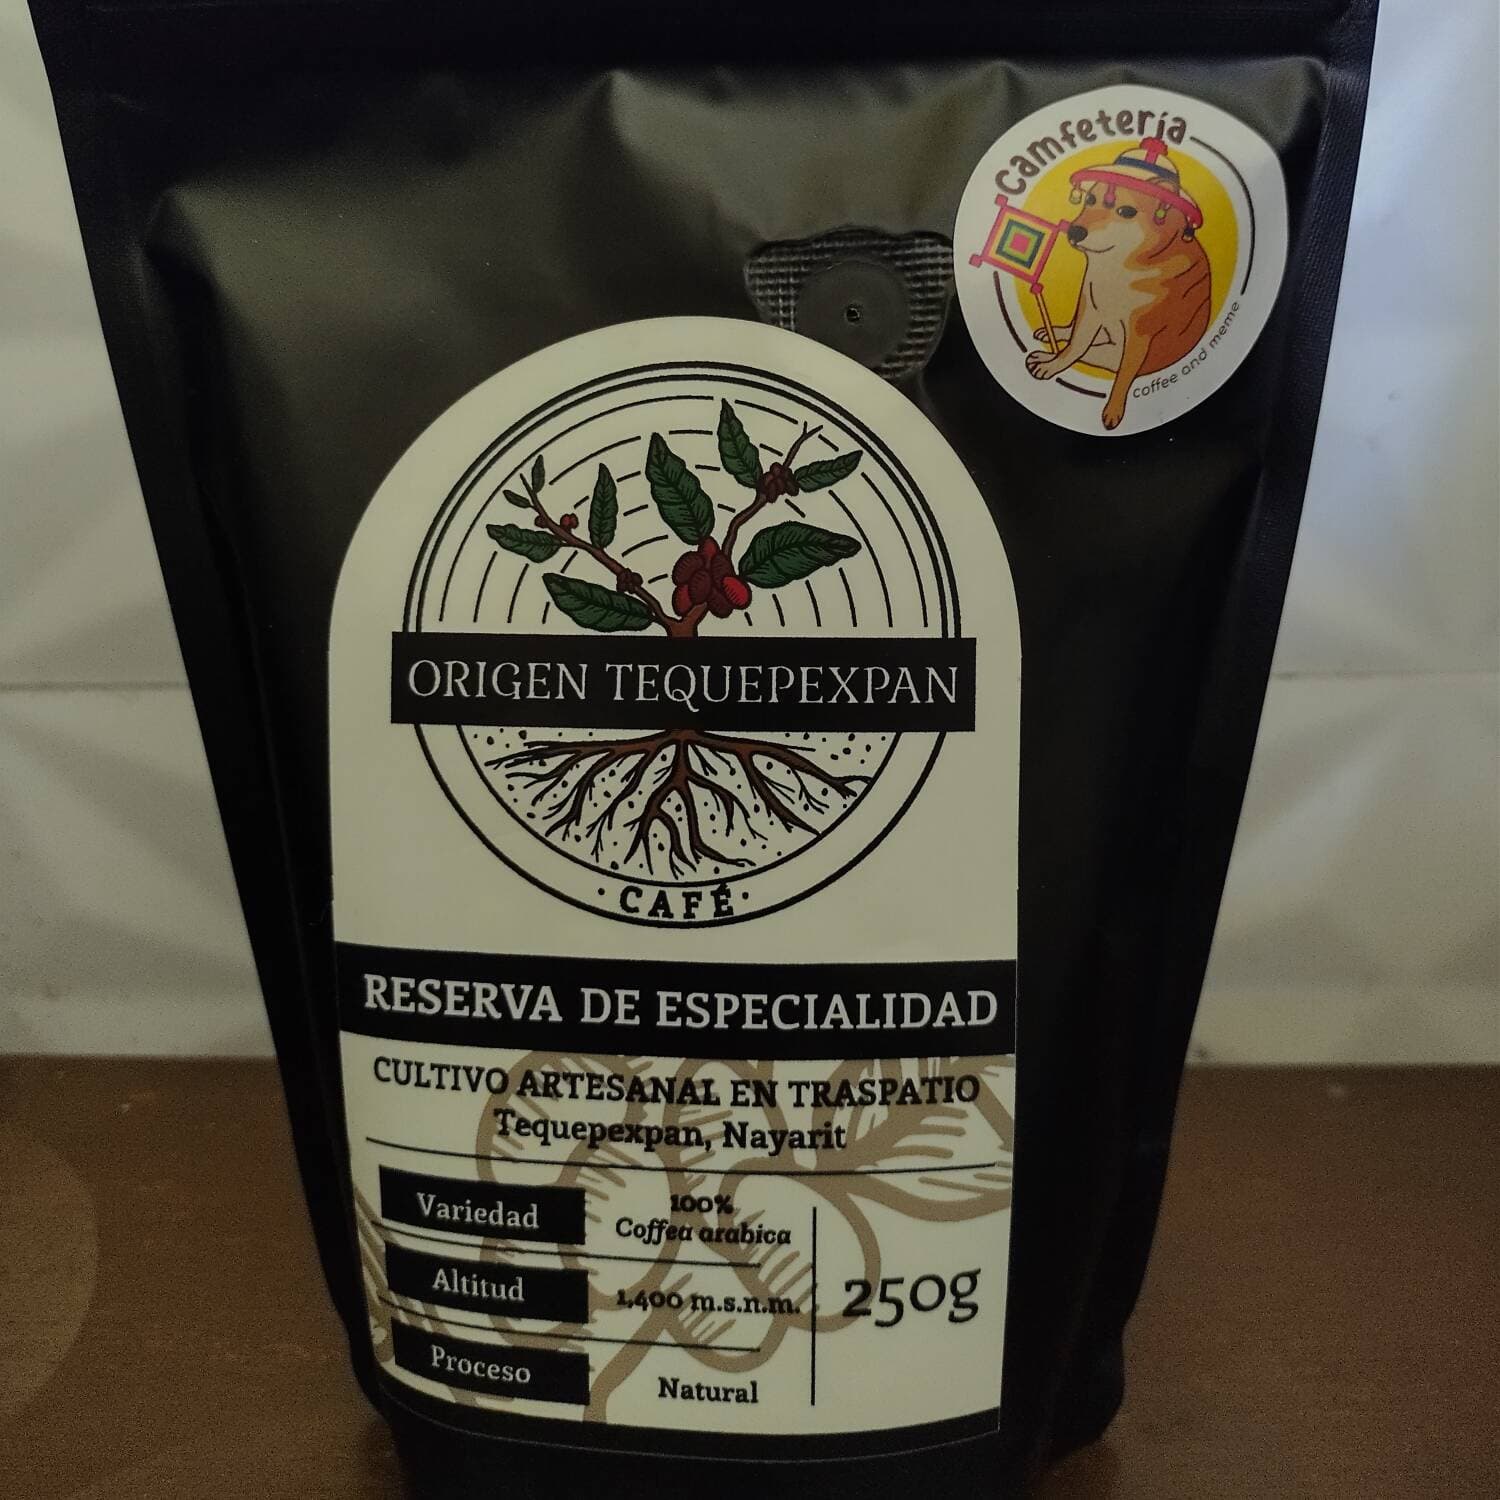 Camfetería
coffee and meme
ORIGEN TEQUEPEXPAN
· CAFÉ ·
RESERVA DE ESPECIALIDAD
CULTIVO ARTESANAL EN TRASPATIO
Tequepexpan, Nayarit
Variedad
100%
Coffea arabica
Altitud
1,400 m.s.n.m.
Proceso
Natural
250g